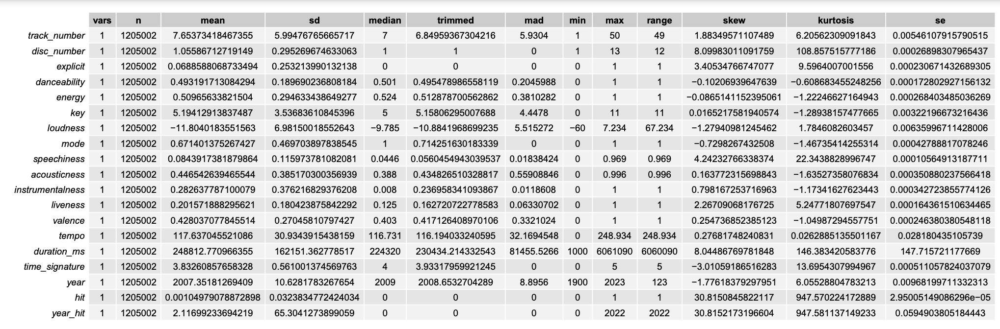 vars n mean sd median trimmed mad min max range skew kurtosis se
track_number 1 1205002 7.65373418467355 5.99476765665717 7 6.84959367304216 5.9304 1 50 49 1.88349571107489 6.20562309091843 0.00546107915790515
disc_number 1 1205002 1.05586712719149 0.295269674633063 1 1 0 1 13 12 8.09983011091759 108.857515777186 0.00026898307965437
explicit 1 1205002 0.0688588068733494 0.253213990132138 0 0 0 0 1 1 3.40534766747077 9.5964007001556 0.000230671432689305
danceability 1 1205002 0.493191713084294 0.189690236808184 0.501 0.495478986558119 0.2045988 0 1 1 −0.10206939647639 −0.608683455248256 0.000172802927156132
energy 1 1205002 0.50965633821504 0.294633438649277 0.524 0.512878700562862 0.3810282 0 1 1 −0.0865141152395061 −1.22246627164943 0.000268403485036269
key 1 1205002 5.19412913837487 3.53683610845396 5 5.15806295007688 4.4478 0 11 11 0.0165217581940574 −1.28938157477665 0.00322196673216436
loudness 1 1205002 −11.8040183551563 6.98150018552643 −9.785 −10.8841968699235 5.515272 −60 7.234 67.234 −1.27940981245462 1.7846082603457 0.00635996711428006
mode 1 1205002 0.671401375267427 0.469703897838545 1 0.714251630183339 0 0 1 1 −0.7298267432508 −1.46735414255314 0.00042788817078246
speechiness 1 1205002 0.0843917381879864 0.115973781082081 0.0446 0.0560454943039537 0.01838424 0 0.969 0.969 4.24232766338374 22.3438828996747 0.00010564913187711
acousticness 1 1205002 0.446542639465544 0.385170300356939 0.388 0.434826510328817 0.55908846 0 0.996 0.996 0.163772315698843 −1.63527358076834 0.000350880237566418
instrumentalness 1 1205002 0.282637787100079 0.376216829376208 0.008 0.236958341093867 0.0118608 0 1 1 0.798167253716963 −1.17341627623443 0.000342723855774126
liveness 1 1205002 0.201571888295621 0.180423875842292 0.125 0.162720722778583 0.06330702 0 1 1 2.26709068176725 5.24771807697547 0.000164361510634465
valence 1 1205002 0.428037077845514 0.27045810797427 0.403 0.417126408970106 0.3321024 0 1 1 0.254736852385123 −1.04987294557751 0.000246380380548118
tempo 1 1205002 117.637045521086 30.9343915438159 116.731 116.194033240595 32.1694548 0 248.934 248.934 0.27681748240831 0.0262885135501167 0.028180435105739
duration_ms 1 1205002 248812.770966355 162151.362778517 224320 230434.214332543 81455.5266 1000 6061090 6060090 8.04486769781848 146.383420583776 147.715721177669
time_signature 1 1205002 3.83260857658328 0.561001374569763 4 3.93317959921245 0 0 5 5 −3.01059186516283 13.6954307994967 0.000511057824037079
year 1 1205002 2007.35181269409 10.6281783267654 2009 2008.6532704289 8.8956 1900 2023 123 −1.77618379297951 6.05528804783213 0.00968199711332313
hit 1 1205002 0.00104979078872898 0.0323834772424034 0 0 0 0 1 1 30.8150845822117 947.570224172889 2.95005149086296e−05
year_hit 1 1205002 2.11699233694219 65.3041273899059 0 0 0 0 2022 2022 30.8152173196604 947.581137149233 0.0594903805184443